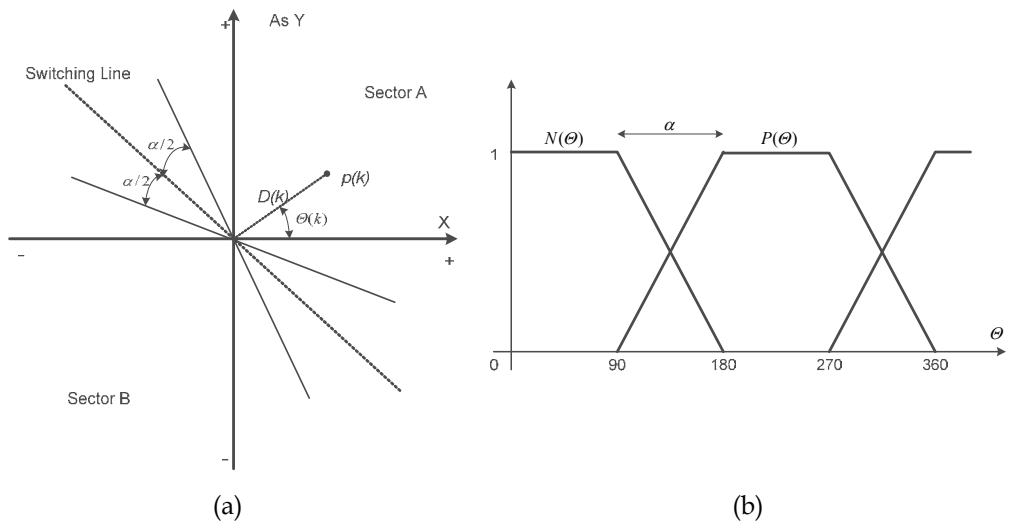 +
As Y
Switching Line
Sector A
α/2
α/2
p(k)
D(k)
Θ(k)
X
-
+
Sector B
-
(a)
N(Θ)
α
P(Θ)
1
Θ
0
90
180
270
360
(b)